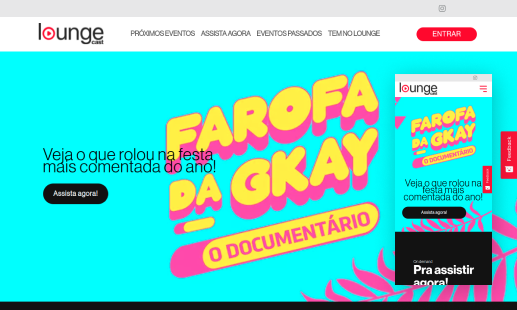 lounge
cast
PRÓXIMOS EVENTOS ASSISTA AGORA EVENTOS PASSADOS TEM NO LOUNGE
ENTRAR
FAROFA
DA GKAY
O DOCUMENTÁRIO
Veja o que rolou na festa
mais comentada do ano!
Assista agora!
lounge
FAROFA
DA GKAY
O DOCUMENTÁRIO
Veja o que rolou na
festa mais
comentada do ano!
Assista agora!
On demand
Pra assistir
agora!
Feedback